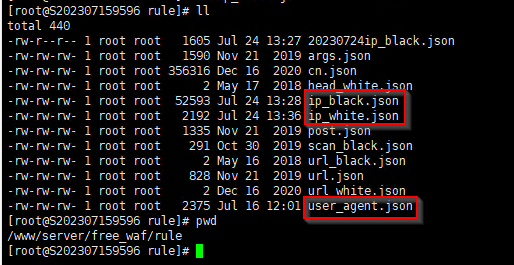 [root@S202307159596 rule]# ll
total 440
-rw-r--r-- 1 root root   1605 Jul 24 13:27 20230724ip_black.json
-rw-rw-rw- 1 root root   1590 Nov 21  2019 args.json
-rw-rw-rw- 1 root root 356316 Dec 16  2020 cn.json
-rw-rw-rw- 1 root root      2 May 17  2018 head_white.json
-rw-rw-rw- 1 root root  52593 Jul 24 13:28 ip_black.json
-rw-rw-rw- 1 root root   2192 Jul 24 13:36 ip_white.json
-rw-rw-rw- 1 root root   1335 Nov 21  2019 post.json
-rw-rw-rw- 1 root root    291 Oct 30  2019 scan_black.json
-rw-rw-rw- 1 root root      2 May 16  2018 url_black.json
-rw-rw-rw- 1 root root    828 Nov 21  2019 url.json
-rw-rw-rw- 1 root root      2 Dec 16  2020 url_white.json
-rw-rw-rw- 1 root root   2375 Jul 16 12:01 user_agent.json
[root@S202307159596 rule]# pwd
/www/server/free_waf/rule
[root@S202307159596 rule]#